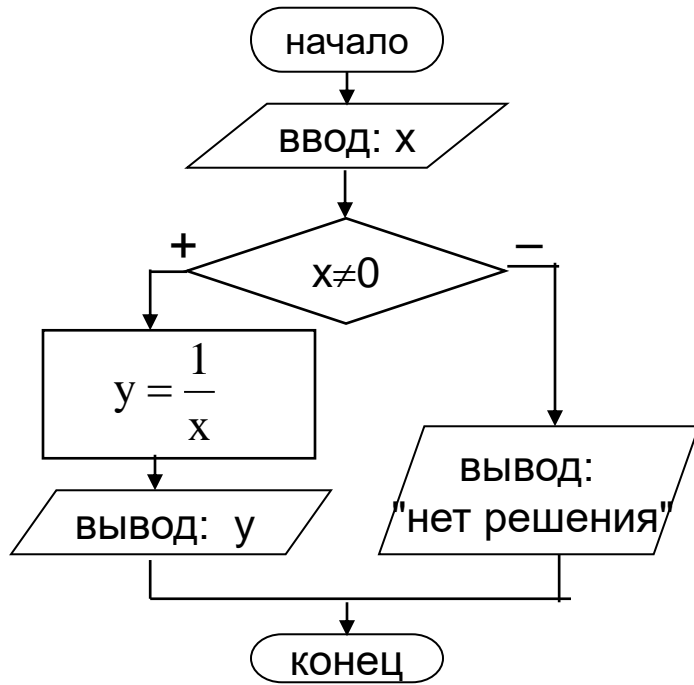 начало
ввод: x
+
–
x≠0
y = 1/x
вывод: y
вывод:
"нет решения"
конец